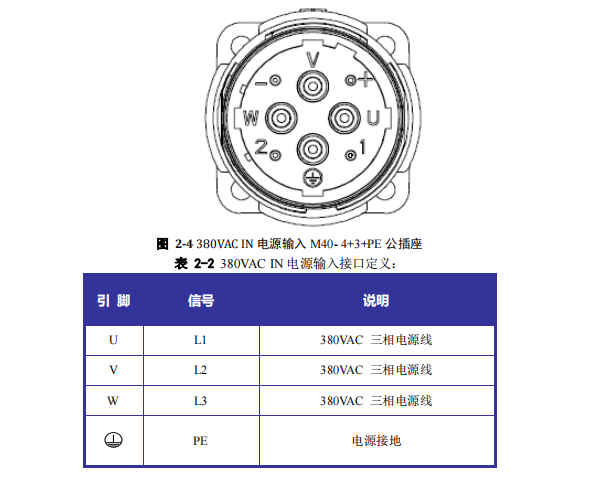 V
- +
W U
2 1
图 2-4 380VAC IN 电源输入 M40- 4+3+PE 公插座
表 2-2 380VAC IN 电源输入接口定义：
引 脚 信号 说明
U L1 380VAC 三相电源线
V L2 380VAC 三相电源线
W L3 380VAC 三相电源线
PE 电源接地